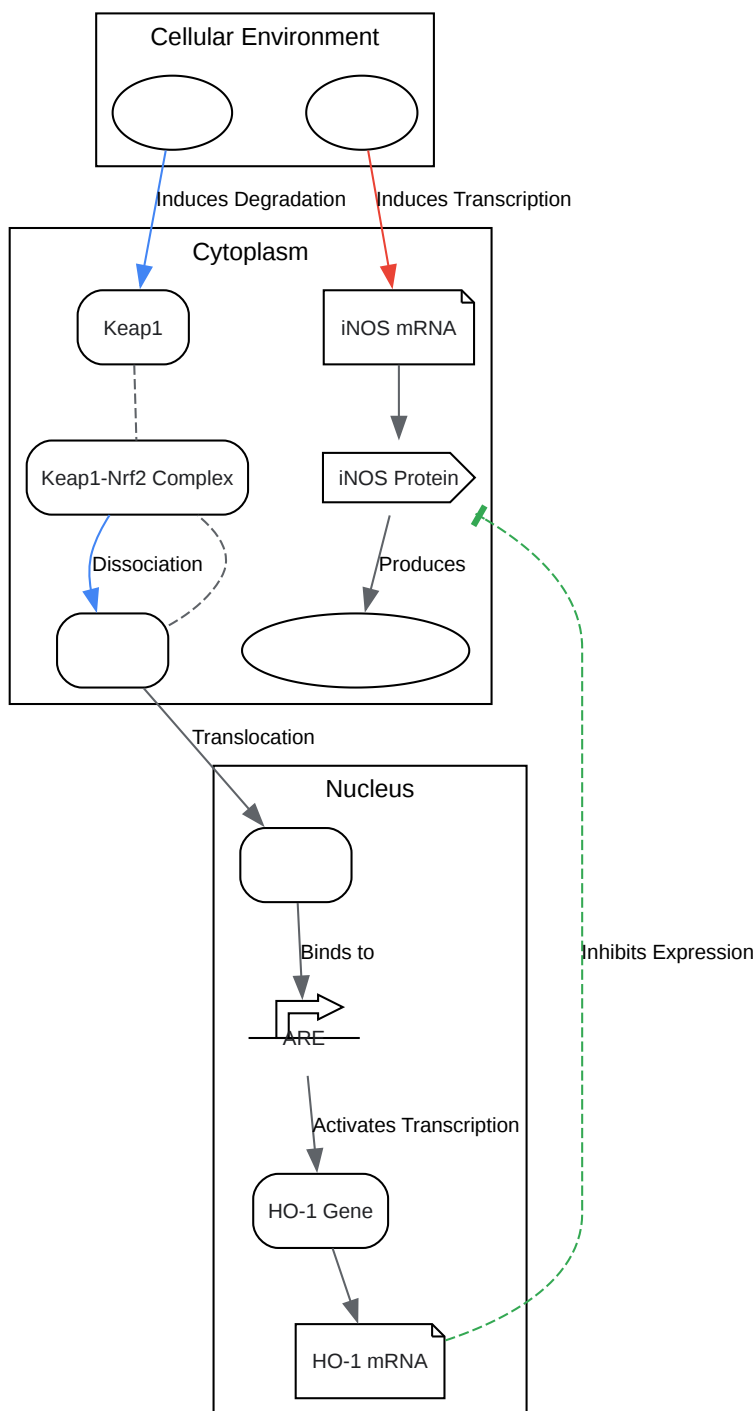 Cellular Environment
Induces Degradation
Induces Transcription
Cytoplasm
Keap1
iNOS mRNA
Keap1-Nrf2 Complex
iNOS Protein
Dissociation
Produces
Translocation
Nucleus
Binds to
Inhibits Expression
ARE
Activates Transcription
HO-1 Gene
HO-1 mRNA